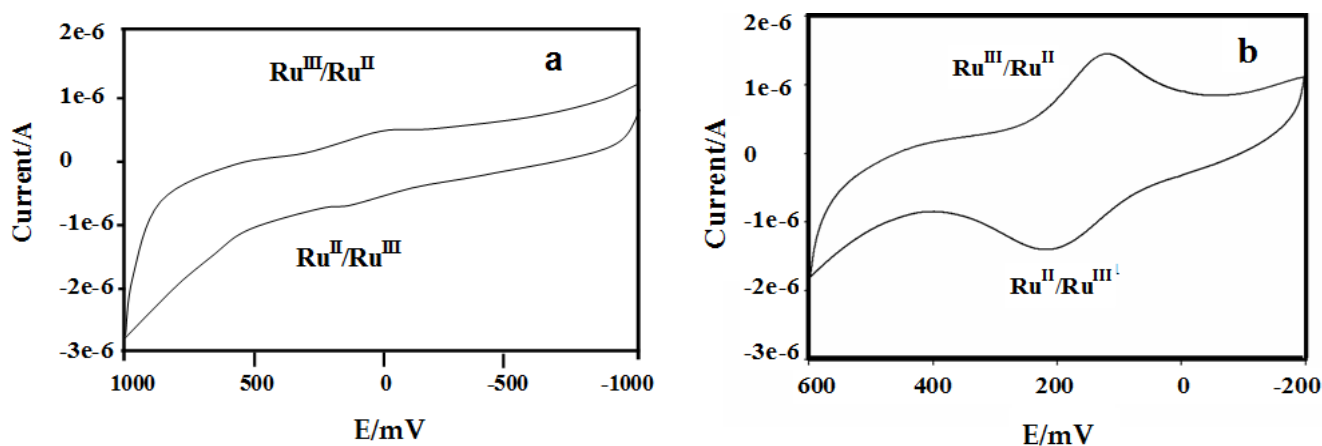 2e-6
1e-6
0
-1e-6
-2e-6
-3e-6
Current/A
a
Ru^III/Ru^II
Ru^II/Ru^III
1000 500 0 -500 -1000
E/mV
2e-6
1e-6
0
-1e-6
-2e-6
-3e-6
Current/A
b
Ru^III/Ru^II
Ru^II/Ru^III
600 400 200 0 -200
E/mV